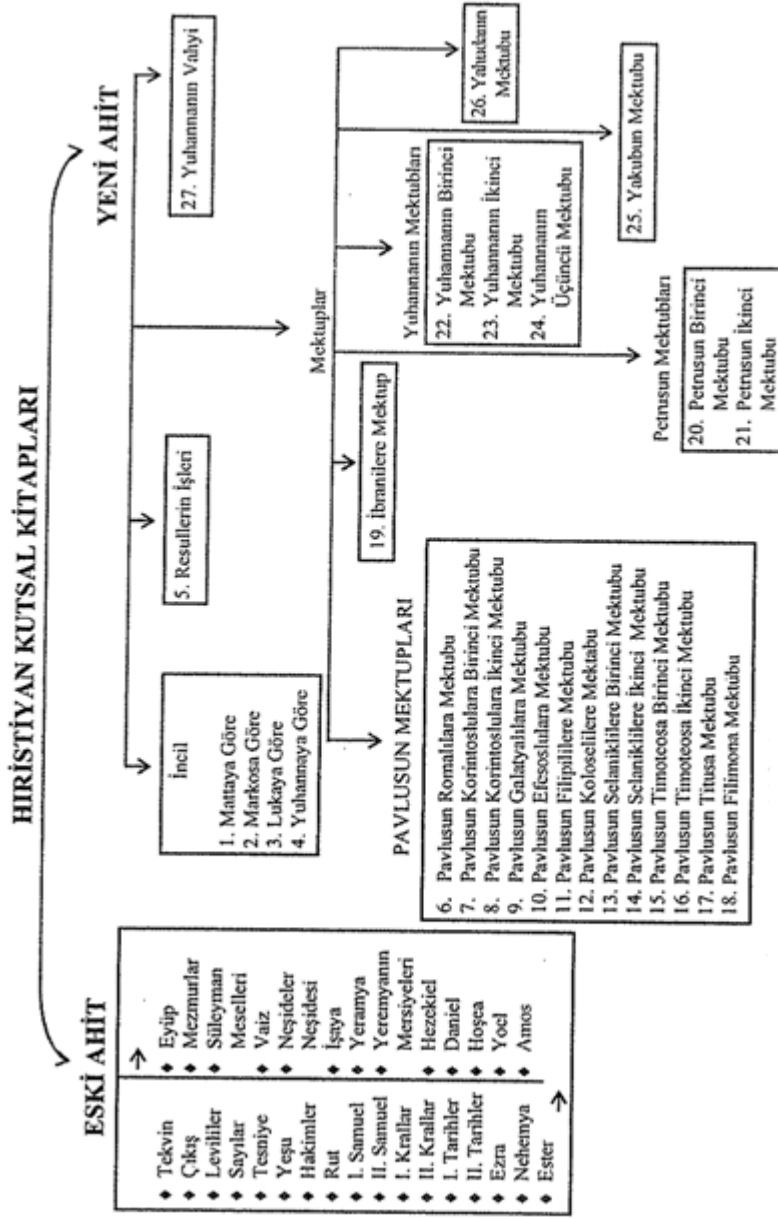 HIRİSTİYAN KUTSAL KİTAPLARI
ESKİ AHİT
♦ Tekvin
♦ Çıkış
♦ Levililer
♦ Sayılar
♦ Tesniye
♦ Yeşu
♦ Hakimler
♦ Rut
♦ I. Samuel
♦ II. Samuel
♦ I. Krallar
♦ II. Krallar
♦ I. Tarihler
♦ II. Tarihler
♦ Ezra
♦ Nehemya
♦ Ester
♦ Eyüp
♦ Mezmurlar
♦ Süleyman
Meselleri
♦ Vaiz
♦ Neşideler
Neşidesi
♦ İşaya
♦ Yeramya
♦ Yeremyanın
Mersiyeleri
♦ Hezekiel
♦ Daniel
♦ Hoşea
♦ Yoel
♦ Amos
YENİ AHİT
İncil
1. Mattaya Göre
2. Markosa Göre
3. Lukaya Göre
4. Yuhannaya Göre
5. Resullerin İşleri
27. Yuhannanın Vahyi
Mektuplar
PAVLUSUN MEKTUPLARI
6. Pavlusun Romalılara Mektubu
7. Pavlusun Korintoslulara Birinci Mektubu
8. Pavlusun Korintoslulara İkinci Mektubu
9. Pavlusun Galatyalılara Mektubu
10. Pavlusun Efesoslulara Mektubu
11. Pavlusun Filipililere Mektubu
12. Pavlusun Koloselilere Mektabu
13. Pavlusun Selaniklilere Birinci Mektubu
14. Pavlusun Selaniklilere İkinci Mektubu
15. Pavlusun Timoteosa Birinci Mektubu
16. Pavlusun Timoteosa İkinci Mektubu
17. Pavlusun Titusa Mektubu
18. Pavlusun Filimona Mektubu
19. İbranilere Mektup
Petrusun Mektubları
20. Petrusun Birinci
Mektubu
21. Petrusun İkinci
Mektubu
Yuhannanın Mektubları
22. Yuhannanın Birinci
Mektubu
23. Yuhannanın İkinci
Mektubu
24. Yuhannanın
Üçüncü Mektubu
25. Yakubun Mektubu
26. Yahudanın
Mektubu